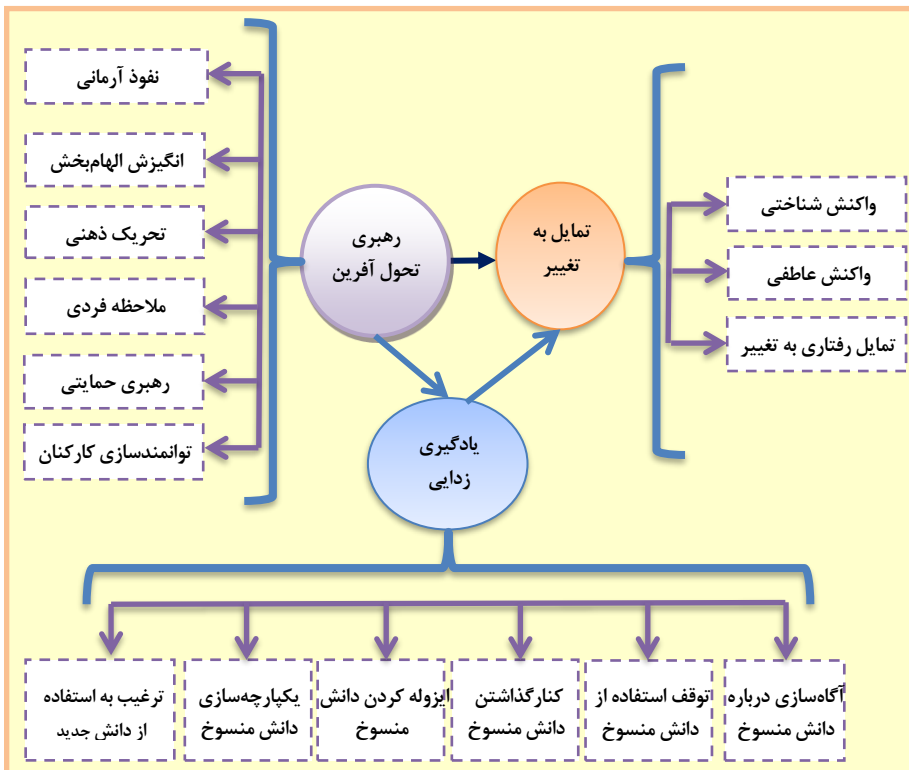 نفوذ آرمانی
انگیزش الهام‌بخش
تحریک ذهنی
ملاحظه فردی
رهبری حمایتی
توانمندسازی کارکنان
رهبری
تحول آفرین
تمایل به
تغییر
واکنش شناختی
واکنش عاطفی
تمایل رفتاری به تغییر
یادگیری
زدایی
آگاه‌سازی درباره
دانش منسوخ
توقف استفاده از
دانش منسوخ
کنارگذاشتن
دانش منسوخ
ایزوله کردن دانش
منسوخ
یکپارچه‌سازی
دانش منسوخ
ترغیب به استفاده
از دانش جدید